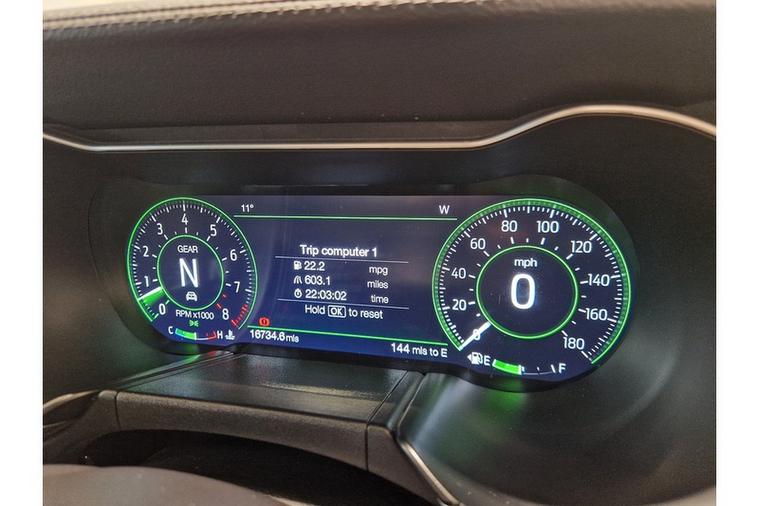 11°
W
4
3
5
2
6
1
7
0
8
GEAR
N
RPM x1000
C
H
Trip computer 1
22.2 mpg
603.1 miles
22:03:02 time
Hold OK to reset
16734.6 mls
144 mls to E
80 100
60
120
40
140
20
160
0
180
mph
0
E
F